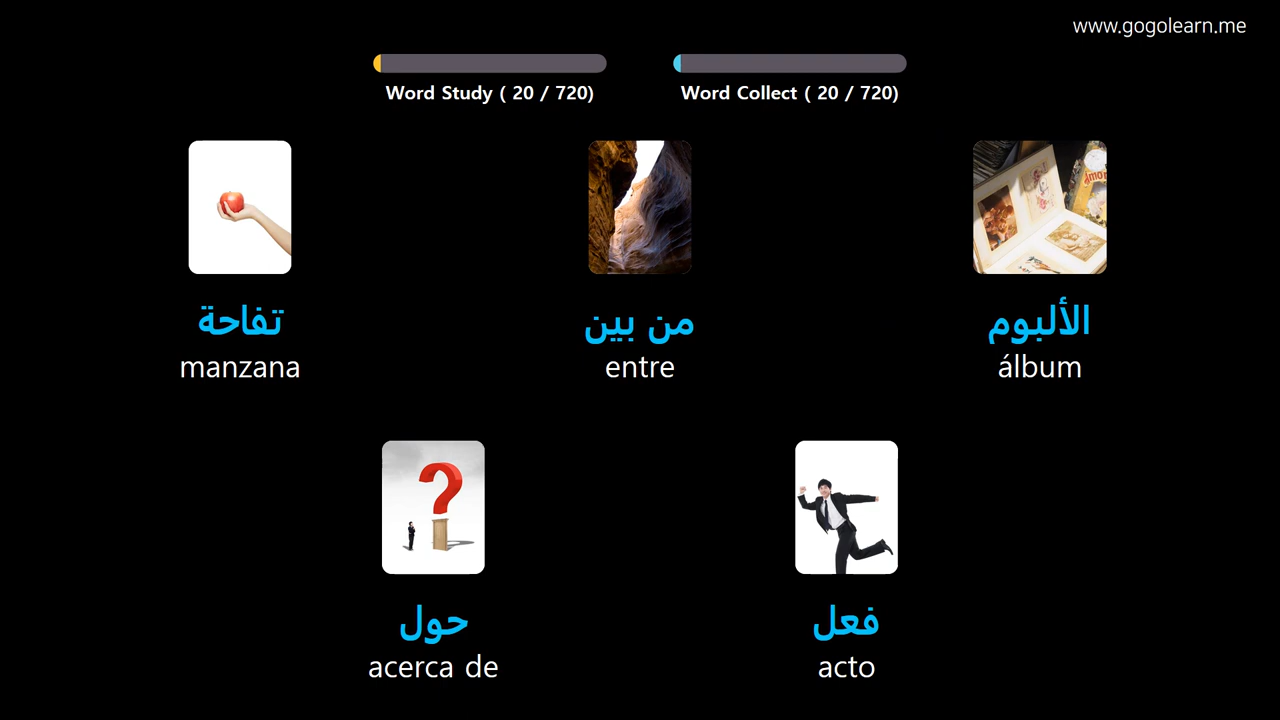 www.gogolearn.me
Word Study ( 20 / 720)
Word Collect ( 20 / 720)
تفاحة
manzana
من بين
entre
الألبوم
álbum
حول
acerca de
فعل
acto